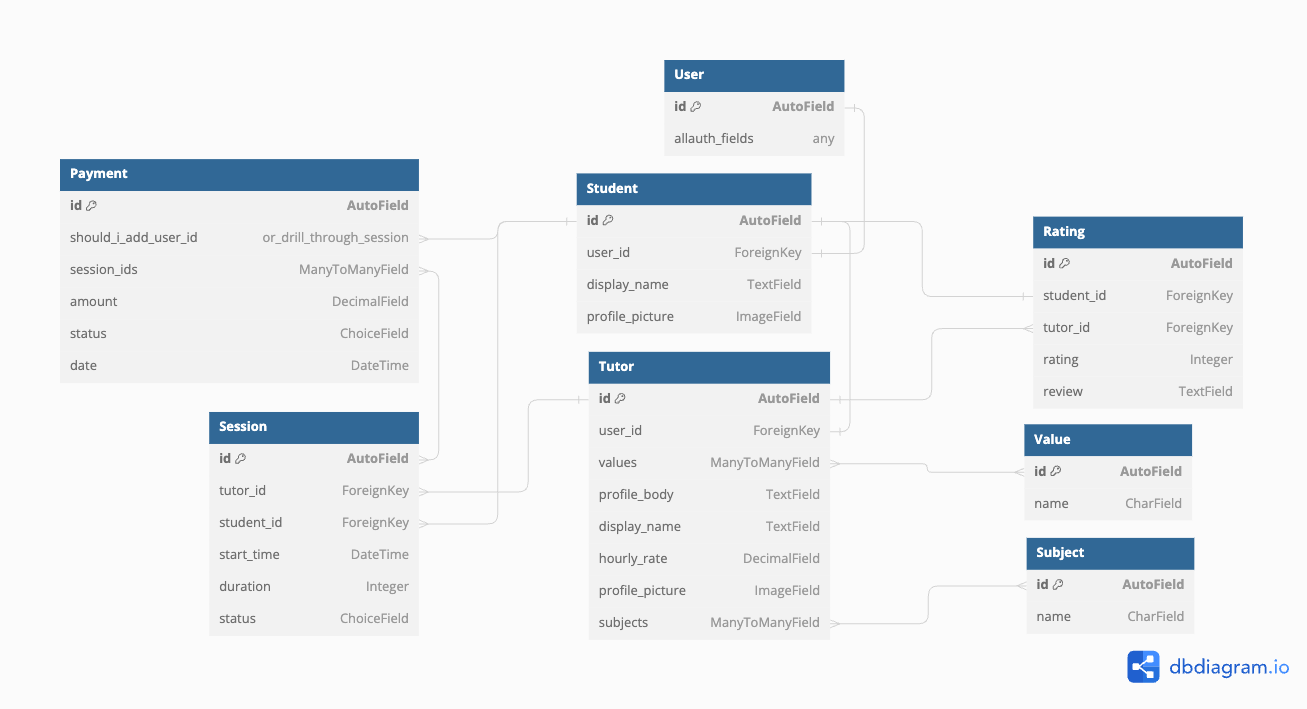 User
id AutoField
allauth_fields any
Payment
id AutoField
should_i_add_user_id or_drill_through_session
session_ids ManyToManyField
amount DecimalField
status ChoiceField
date DateTime
Student
id AutoField
user_id ForeignKey
display_name TextField
profile_picture ImageField
Rating
id AutoField
student_id ForeignKey
tutor_id ForeignKey
rating Integer
review TextField
Tutor
id AutoField
user_id ForeignKey
values ManyToManyField
profile_body TextField
display_name TextField
hourly_rate DecimalField
profile_picture ImageField
subjects ManyToManyField
Session
id AutoField
tutor_id ForeignKey
student_id ForeignKey
start_time DateTime
duration Integer
status ChoiceField
Value
id AutoField
name CharField
Subject
id AutoField
name CharField
dbdiagram.io